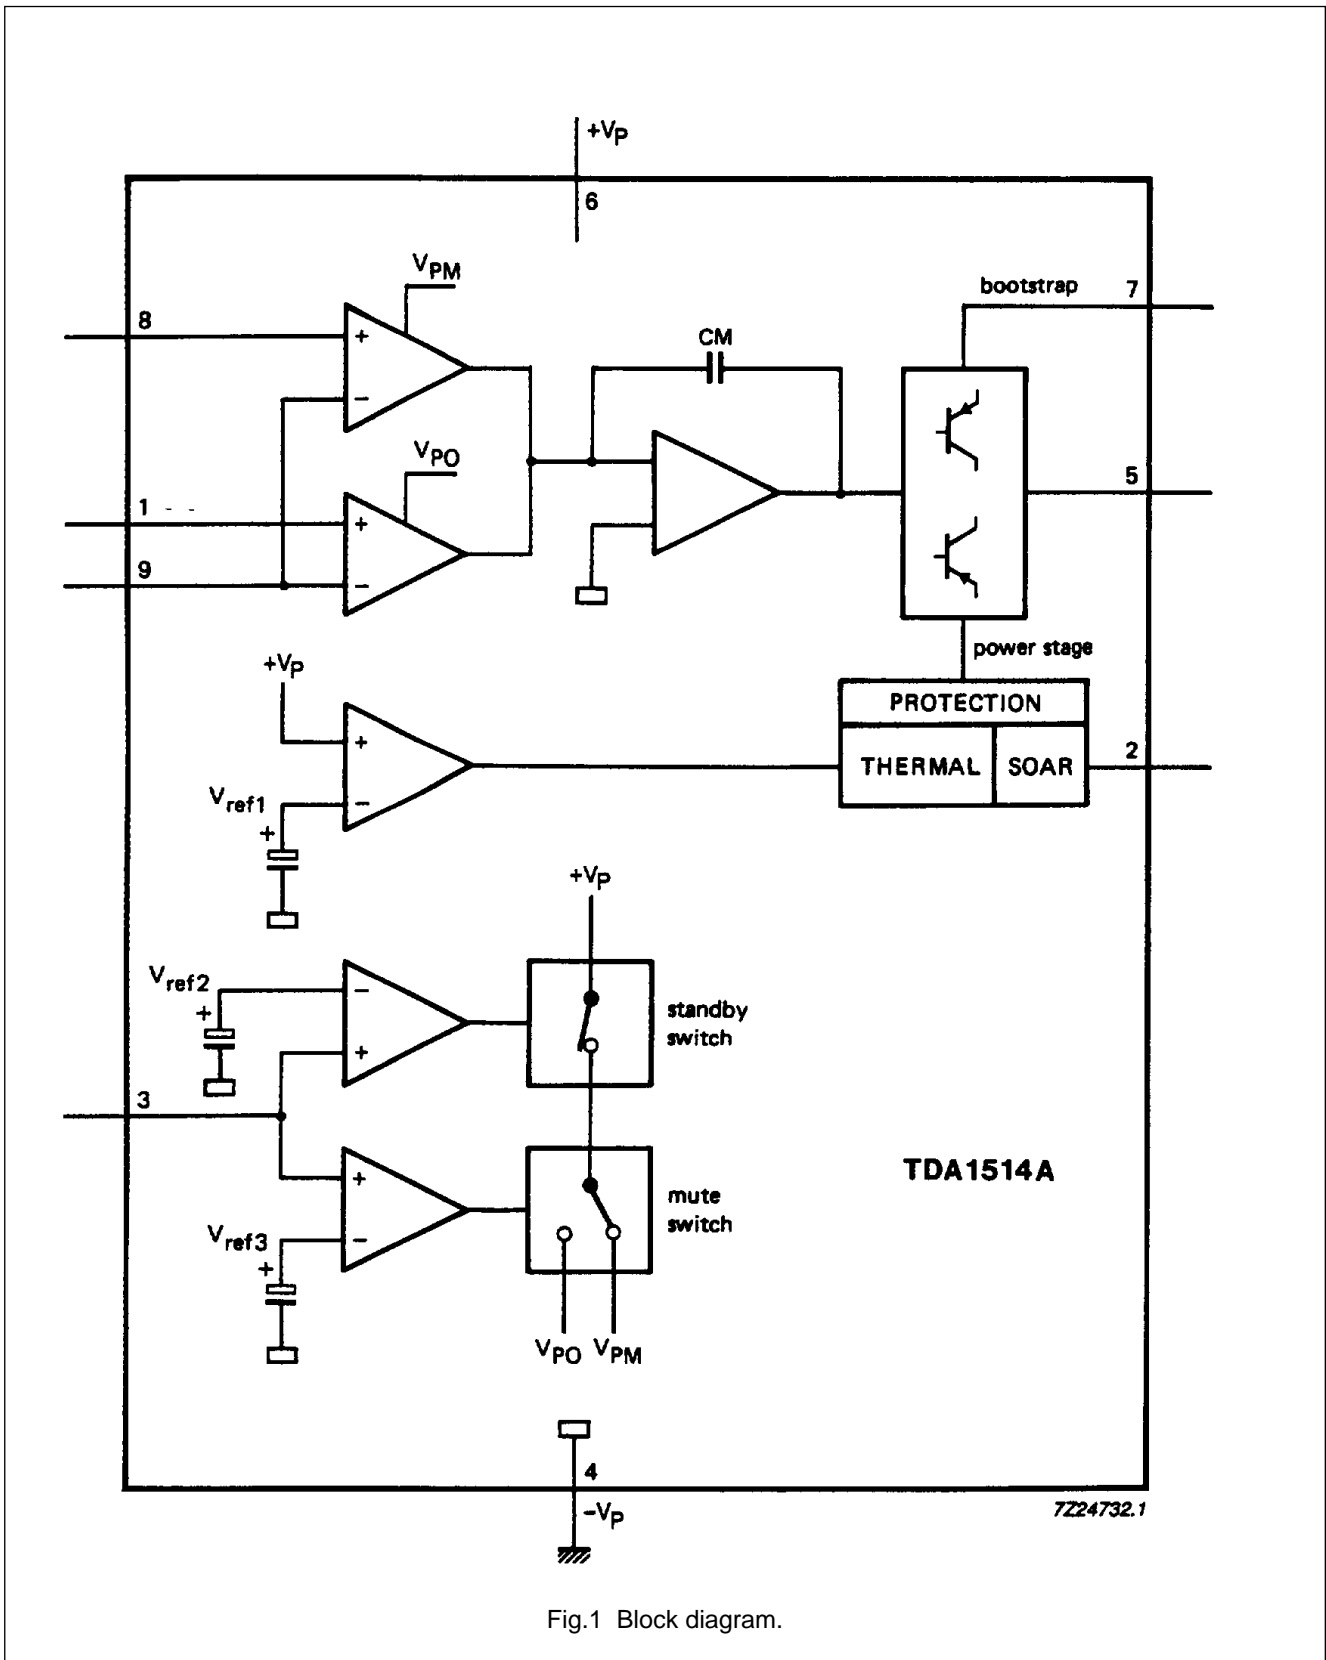 +VP
6
VPM
bootstrap
7
8
+
CM
−
VPO
5
1
+
9
−
power stage
+VP
PROTECTION
+
THERMAL
SOAR
2
Vref1
−
+
+VP
Vref2
−
+
standby
switch
+
3
TDA1514A
+
mute
switch
Vref3
−
+
VPO
VPM
4
−VP
7Z24732.1
Fig.1 Block diagram.